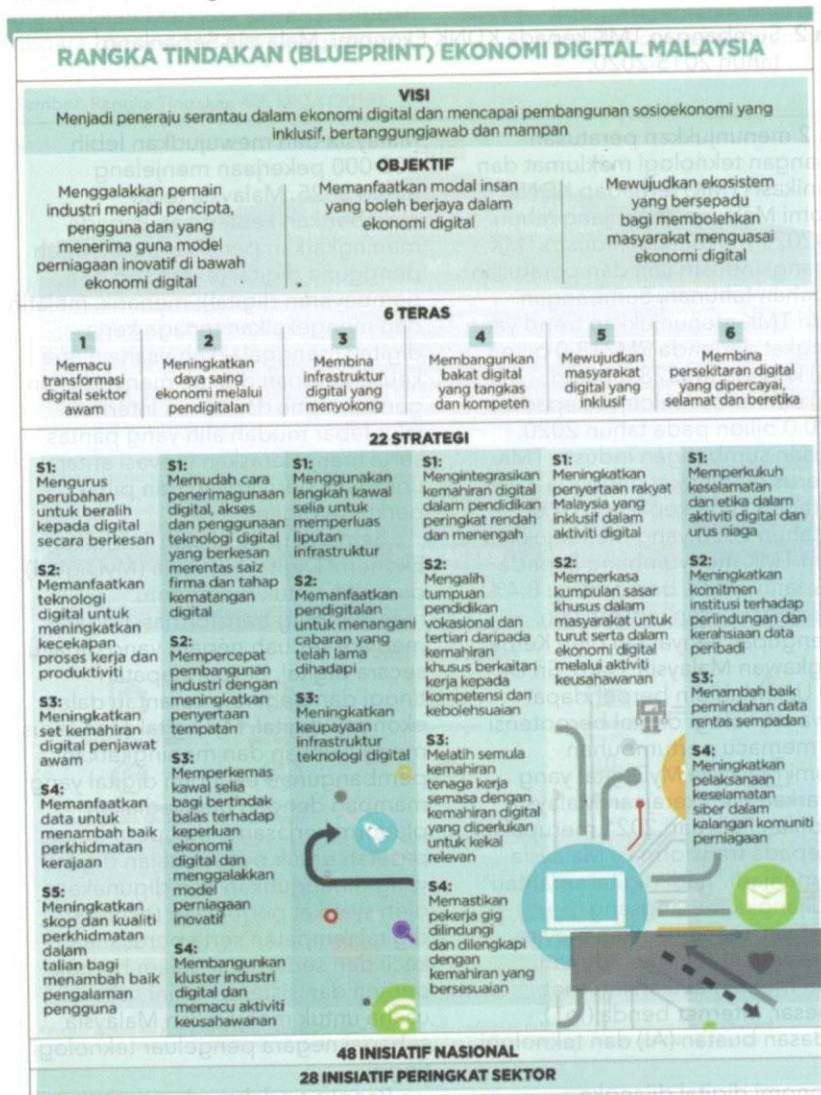 RANGKA TINDAKAN (BLUEPRINT) EKONOMI DIGITAL MALAYSIA
VISI
Menjadi peneraju serantau dalam ekonomi digital dan mencapai pembangunan sosioekonomi yang
inklusif, bertanggungjawab dan mampan
OBJEKTIF
Menggalakkan pemain
industri menjadi pencipta,
pengguna dan yang
menerima guna model
perniagaan inovatif di bawah
ekonomi digital
Memanfaatkan modal insan
yang boleh berjaya dalam
ekonomi digital
Mewujudkan ekosistem
yang bersepadu
bagi membolehkan
masyarakat menguasai
ekonomi digital
6 TERAS
1
Memacu
transformasi
digital sektor
awam
2
Meningkatkan
daya saing
ekonomi melalui
pendigitalan
3
Membina
infrastruktur
digital yang
menyokong
4
Membangunkan
bakat digital
yang tangkas
dan kompeten
5
Mewujudkan
masyarakat
digital yang
inklusif
6
Membina
persekitaran digital
yang dipercayai,
selamat dan beretika
22 STRATEGI
S1:
Mengurus
perubahan
untuk beralih
kepada digital
secara berkesan
S2:
Memanfaatkan
teknologi
digital untuk
meningkatkan
kecekapan
proses kerja dan
produktiviti
S3:
Meningkatkan
set kemahiran
digital penjawat
awam
S4:
Memanfaatkan
data untuk
menambah baik
perkhidmatan
kerajaan
S5:
Meningkatkan
skop dan kualiti
perkhidmatan
dalam
talian bagi
menambah baik
pengalaman
pengguna
S1:
Memudah cara
penerimagunaan
digital, akses
dan penggunaan
teknologi digital
yang berkesan
merentas saiz
firma dan tahap
kematangan
digital
S2:
Mempercepat
pembangunan
industri dengan
meningkatkan
penyertaan
tempatan
S3:
Memperkemas
kawal selia
bagi bertindak
balas terhadap
keperluan
ekonomi
digital dan
menggalakkan
model
perniagaan
inovatif
S4:
Membangunkan
kluster industri
digital dan
memacu aktiviti
keusahawanan
S1:
Menggunakan
langkah kawal
selia untuk
memperluas
liputan
infrastruktur
S2:
Memanfaatkan
pendigitalan
untuk menangani
cabaran yang
telah lama
dihadapi
S3:
Meningkatkan
keupayaan
infrastruktur
teknologi digital
S1:
Mengintegrasikan
kemahiran digital
dalam pendidikan
peringkat rendah
dan menengah
S2:
Mengalih
tumpuan
pendidikan
vokasional dan
tertiari daripada
kemahiran
khusus berkaitan
kerja kepada
kompetensi dan
kebolehsuaian
S3:
Melatih semula
kemahiran
tenaga kerja
semasa dengan
kemahiran digital
yang diperlukan
untuk kekal
relevan
S4:
Memastikan
pekerja gig
dilindungi
dan dilengkapi
dengan
kemahiran yang
bersesuaian
S1:
Meningkatkan
penyertaan rakyat
Malaysia yang
inklusif dalam
aktiviti digital
S2:
Memperkasa
kumpulan sasar
khusus dalam
masyarakat untuk
turut serta dalam
ekonomi digital
melalui aktiviti
keusahawanan
S1:
Memperkukuh
keselamatan
dan etika dalam
aktiviti digital dan
urus niaga
S2:
Meningkatkan
komitmen
institusi terhadap
perlindungan dan
kerahsiaan data
peribadi
S3:
Menambah baik
pemindahan data
rentas sempadan
S4:
Meningkatkan
pelaksanaan
keselamatan
siber dalam
kalangan komuniti
perniagaan
48 INISIATIF NASIONAL
28 INISIATIF PERINGKAT SEKTOR